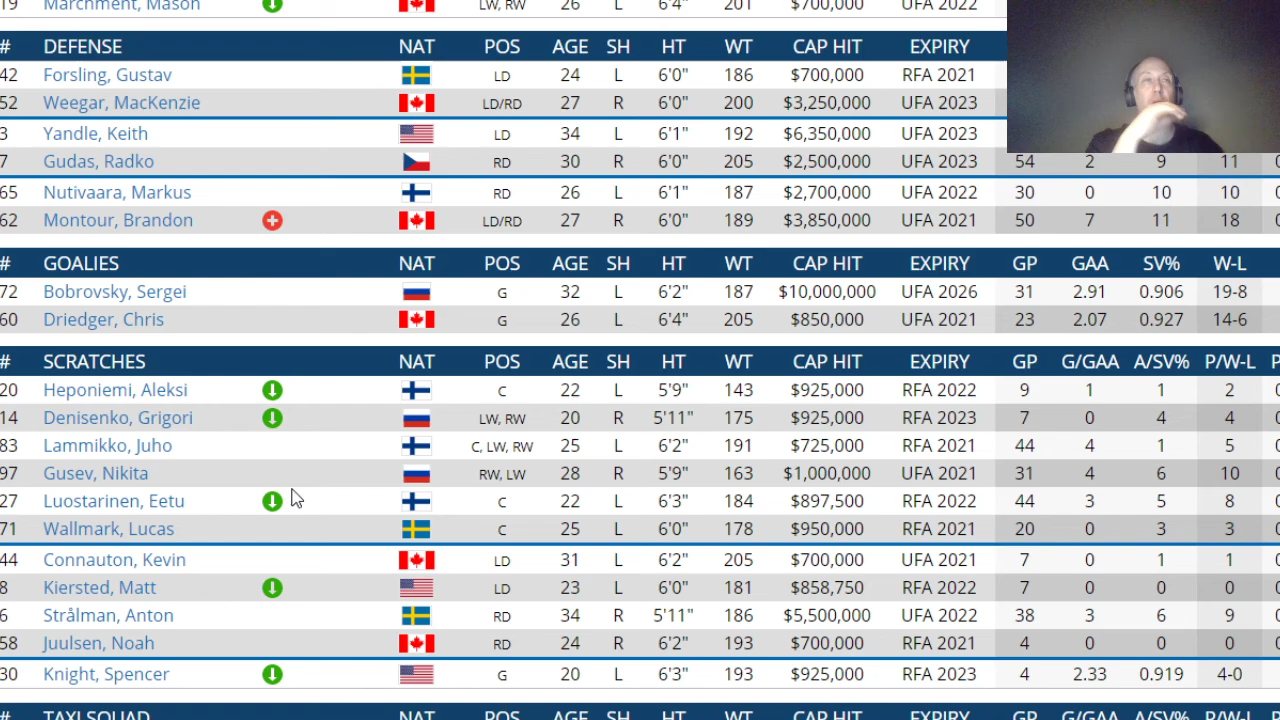 19 Marchment, Mason LW, RW 26 L 6'4" 201 $700,000 UFA 2022
# DEFENSE NAT POS AGE SH HT WT CAP HIT EXPIRY
42 Forsling, Gustav LD 24 L 6'0" 186 $700,000 RFA 2021
52 Weegar, MacKenzie LD/RD 27 R 6'0" 200 $3,250,000 UFA 2023
3 Yandle, Keith LD 34 L 6'1" 192 $6,350,000 UFA 2023
7 Gudas, Radko RD 30 R 6'0" 205 $2,500,000 UFA 2023 54 2 9 11
65 Nutivaara, Markus RD 26 L 6'1" 187 $2,700,000 UFA 2022 30 0 10 10
62 Montour, Brandon LD/RD 27 R 6'0" 189 $3,850,000 UFA 2021 50 7 11 18
# GOALIES NAT POS AGE SH HT WT CAP HIT EXPIRY GP GAA SV% W-L
72 Bobrovsky, Sergei G 32 L 6'2" 187 $10,000,000 UFA 2026 31 2.91 0.906 19-8
60 Driedger, Chris G 26 L 6'4" 205 $850,000 UFA 2021 23 2.07 0.927 14-6
# SCRATCHES NAT POS AGE SH HT WT CAP HIT EXPIRY GP G/GAA A/SV% P/W-L
20 Heponiemi, Aleksi C 22 L 5'9" 143 $925,000 RFA 2022 9 1 1 2
14 Denisenko, Grigori LW, RW 20 R 5'11" 175 $925,000 RFA 2023 7 0 4 4
83 Lammikko, Juho C, LW, RW 25 L 6'2" 191 $725,000 RFA 2021 44 4 1 5
97 Gusev, Nikita RW, LW 28 R 5'9" 163 $1,000,000 UFA 2021 31 4 6 10
27 Luostarinen, Eetu C 22 L 6'3" 184 $897,500 RFA 2022 44 3 5 8
71 Wallmark, Lucas C 25 L 6'0" 178 $950,000 RFA 2021 20 0 3 3
44 Connauton, Kevin LD 31 L 6'2" 205 $700,000 UFA 2021 7 0 1 1
8 Kiersted, Matt LD 23 L 6'0" 181 $858,750 RFA 2022 7 0 0 0
6 Strålman, Anton RD 34 R 5'11" 186 $5,500,000 UFA 2022 38 3 6 9
58 Juulsen, Noah RD 24 R 6'2" 193 $700,000 RFA 2021 4 0 0 0
30 Knight, Spencer G 20 L 6'3" 193 $925,000 RFA 2023 4 2.33 0.919 4-0
# TAXI SQUAD NAT POS AGE SH HT WT CAP HIT EXPIRY GP G/GAA A/SV% P/W-L